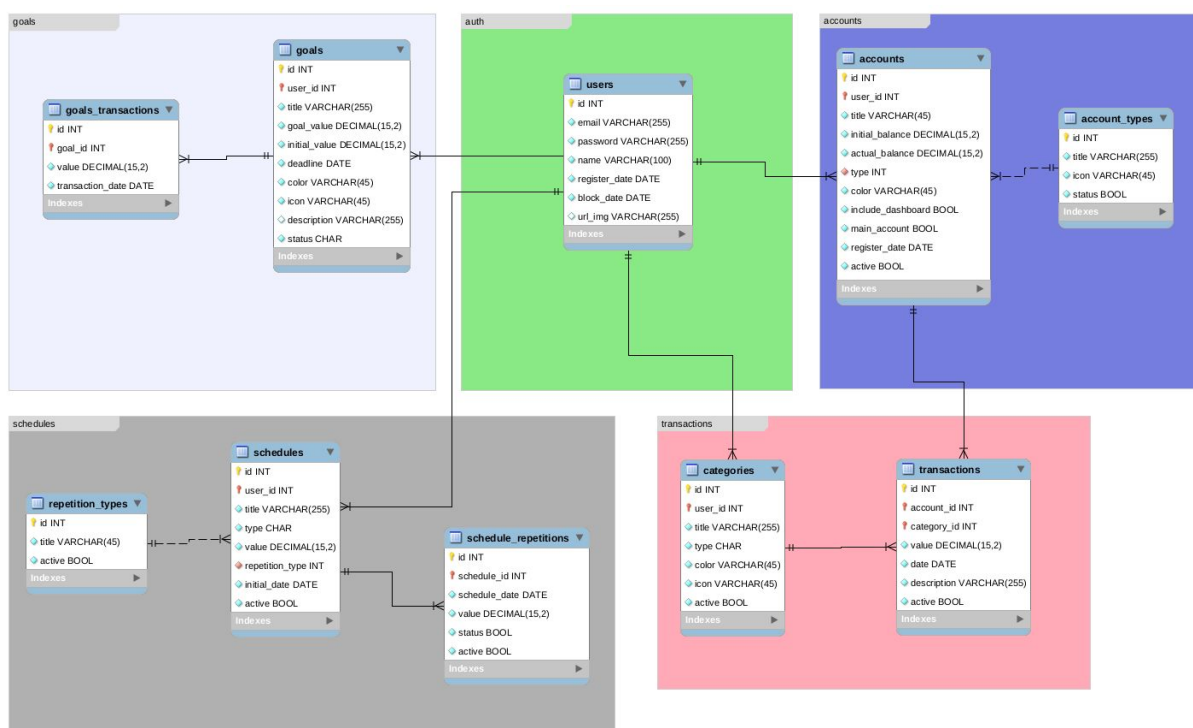 goals
goals
id INT
user_id INT
title VARCHAR(255)
goal_value DECIMAL(15,2)
initial_value DECIMAL(15,2)
deadline DATE
color VARCHAR(45)
icon VARCHAR(45)
description VARCHAR(255)
status CHAR
Indexes
goals_transactions
id INT
goal_id INT
value DECIMAL(15,2)
transaction_date DATE
Indexes
auth
users
id INT
email VARCHAR(255)
password VARCHAR(255)
name VARCHAR(100)
register_date DATE
block_date DATE
url_img VARCHAR(255)
Indexes
accounts
accounts
id INT
user_id INT
title VARCHAR(45)
initial_balance DECIMAL(15,2)
actual_balance DECIMAL(15,2)
type INT
color VARCHAR(45)
include_dashboard BOOL
main_account BOOL
register_date DATE
active BOOL
Indexes
account_types
id INT
title VARCHAR(255)
icon VARCHAR(45)
status BOOL
Indexes
schedules
schedules
id INT
user_id INT
title VARCHAR(255)
type CHAR
value DECIMAL(15,2)
repetition_type INT
initial_date DATE
active BOOL
Indexes
repetition_types
id INT
title VARCHAR(45)
active BOOL
Indexes
schedule_repetitions
id INT
schedule_id INT
schedule_date DATE
value DECIMAL(15,2)
status BOOL
active BOOL
Indexes
transactions
categories
id INT
user_id INT
title VARCHAR(255)
type CHAR
color VARCHAR(45)
icon VARCHAR(45)
active BOOL
Indexes
transactions
id INT
account_id INT
category_id INT
value DECIMAL(15,2)
date DATE
description VARCHAR(255)
active BOOL
Indexes